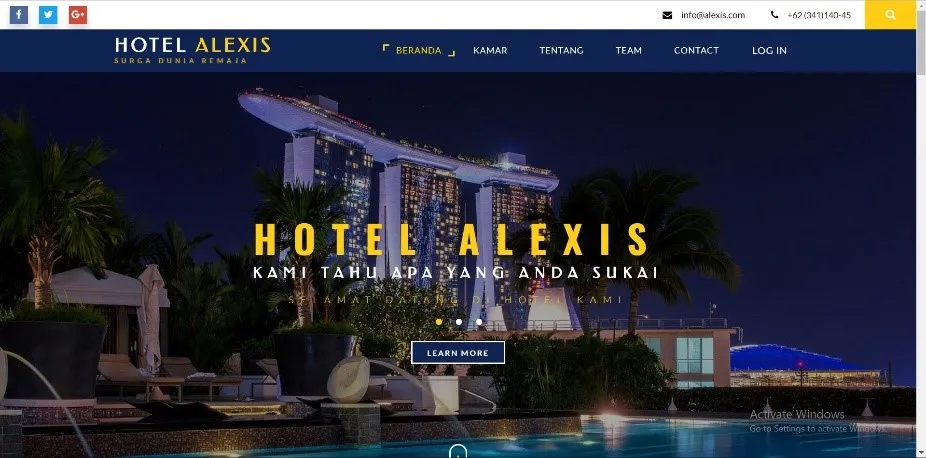 info@alexis.com +62 (341)140-45
HOTEL ALEXIS
SURGA DUNIA REMAJA
BERANDA KAMAR TENTANG TEAM CONTACT LOG IN
HOTEL ALEXIS
KAMI TAHU APA YANG ANDA SUKAI
SELAMAT DATANG DI HOTEL KAMI
LEARN MORE
Activate Windows
Go to Settings to activate Windows.